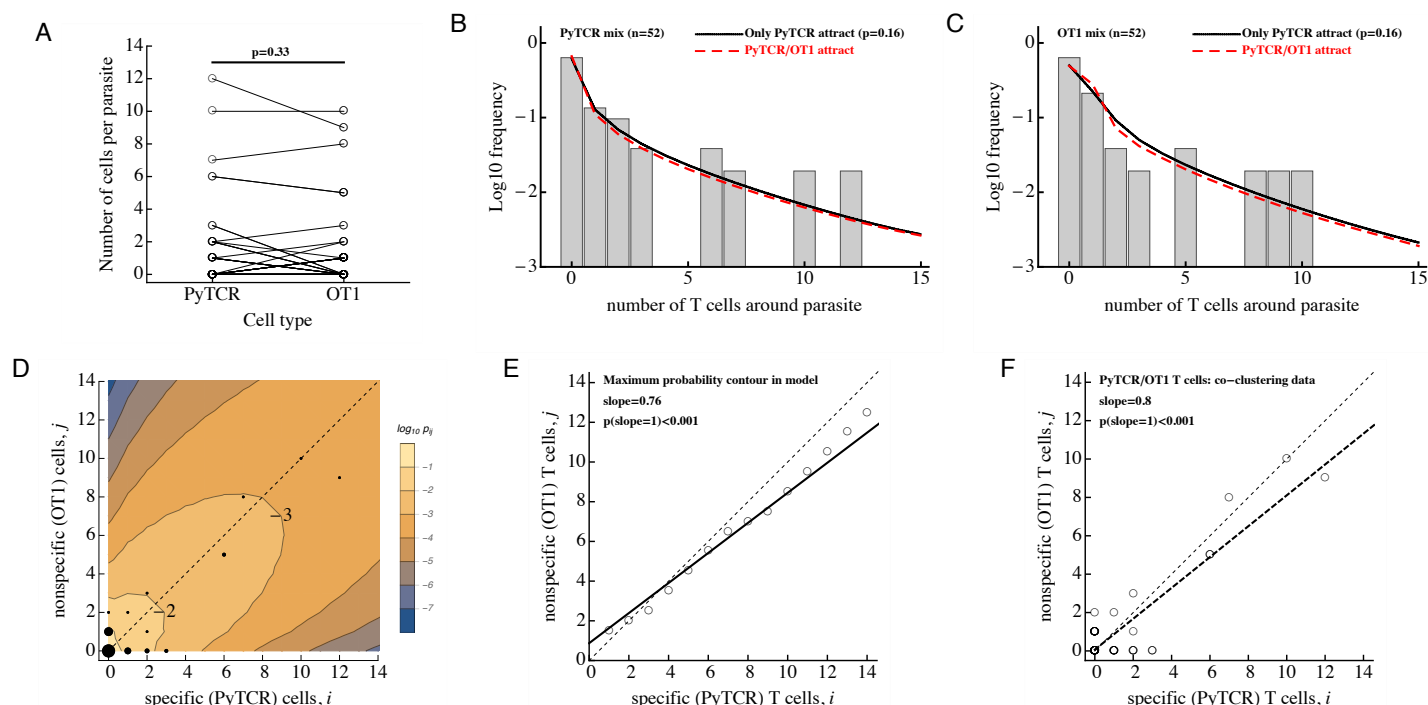 A
p=0.33
Number of cells per parasite
14
12
10
8
6
4
2
0
PyTCR
OT1
Cell type
B
PyTCR mix (n=52)
Only PyTCR attract (p=0.16)
PyTCR/OT1 attract
Log10 frequency
−0
−1
−2
−3
0
5
10
15
number of T cells around parasite
C
OT1 mix (n=52)
Only PyTCR attract (p=0.16)
PyTCR/OT1 attract
Log10 frequency
−0
−1
−2
−3
0
5
10
15
number of T cells around parasite
D
nonspecific (OT1) cells, j
14
12
10
8
6
4
2
0
0
2
4
6
8
10
12
14
−3
−2
specific (PyTCR) cells, i
log10 pij
−1
−2
−3
−4
−5
−6
−7
E
Maximum probability contour in model
slope=0.76
p(slope=1)<0.001
nonspecific (OT1) T cells, j
14
12
10
8
6
4
2
0
0
2
4
6
8
10
12
14
specific (PyTCR) T cells, i
F
PyTCR/OT1 T cells: co−clustering data
slope=0.8
p(slope=1)<0.001
nonspecific (OT1) T cells, j
14
12
10
8
6
4
2
0
0
2
4
6
8
10
12
14
specific (PyTCR) T cells, i